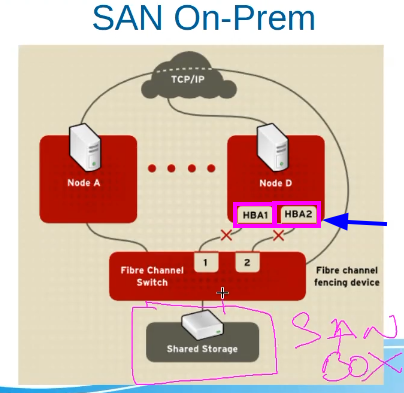 SAN On-Prem
TCP/IP
Node A
Node D
HBA1
HBA2
1
2
Fibre Channel
Switch
Fibre channel
fencing device
Shared Storage
SAN
BOX